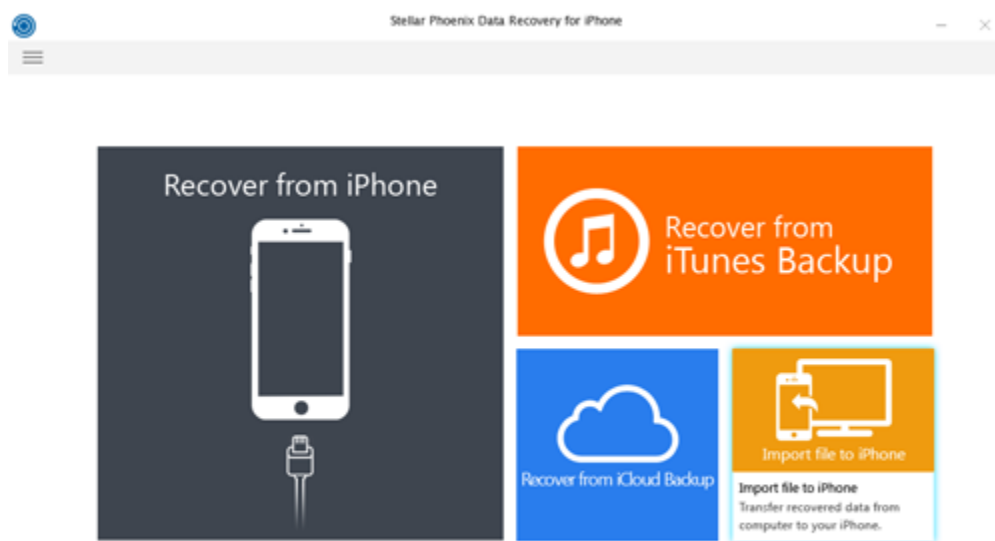 Stellar Phoenix Data Recovery for iPhone
Recover from iPhone
Recover from
iTunes Backup
Recover from iCloud Backup
Import file to iPhone
Import file to iPhone
Transfer recovered data from
computer to your iPhone.